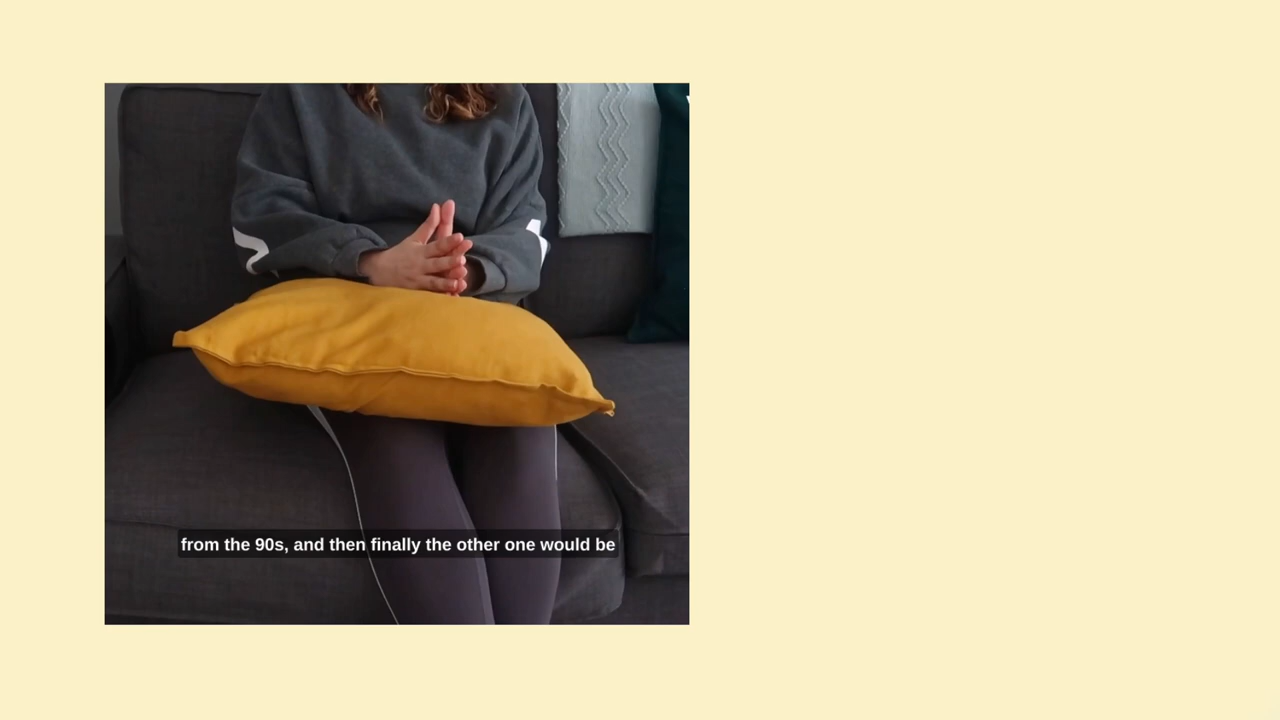 from the 90s, and then finally the other one would be